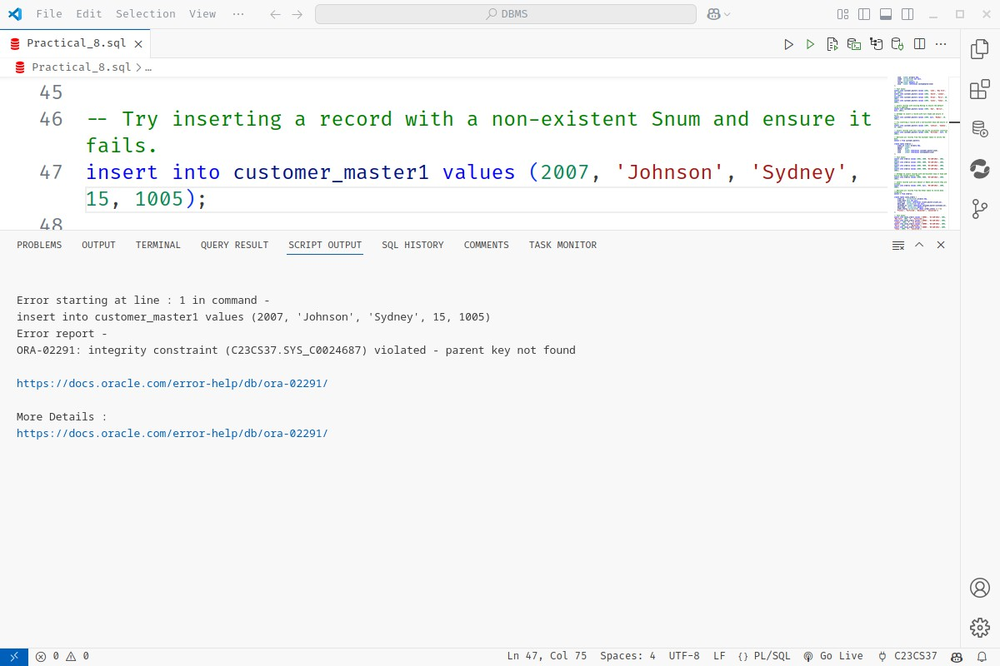 File Edit Selection View ··· DBMS
Practical_8.sql
Practical_8.sql > ...
45
46 -- Try inserting a record with a non-existent Snum and ensure it
fails.
47 insert into customer_master1 values (2007, 'Johnson', 'Sydney',
15, 1005);
48
PROBLEMS OUTPUT TERMINAL QUERY RESULT SCRIPT OUTPUT SQL HISTORY COMMENTS TASK MONITOR
Error starting at line : 1 in command -
insert into customer_master1 values (2007, 'Johnson', 'Sydney', 15, 1005)
Error report -
ORA-02291: integrity constraint (C23CS37.SYS_C0024687) violated - parent key not found
https://docs.oracle.com/error-help/db/ora-02291/
More Details :
https://docs.oracle.com/error-help/db/ora-02291/
0 0 Ln 47, Col 75 Spaces: 4 UTF-8 LF {} PL/SQL Go Live C23CS37